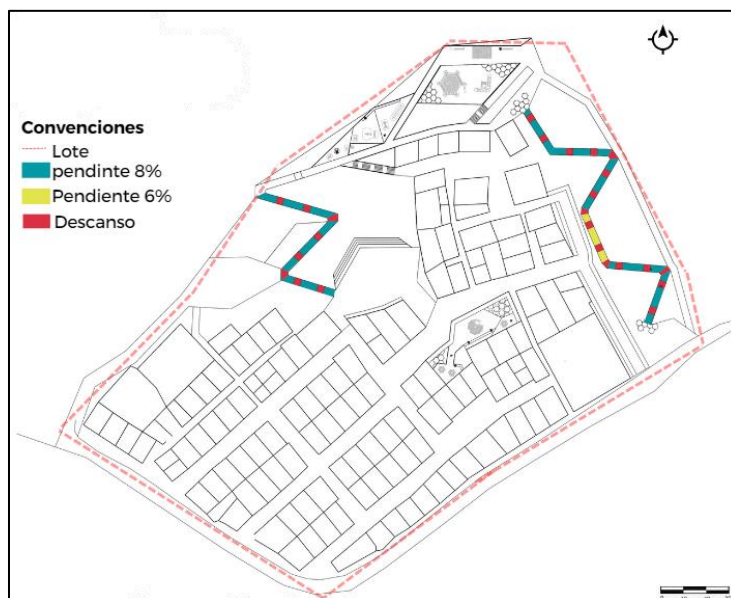 Convenciones
Lote
pendinte 8%
Pendiente 6%
Descanso